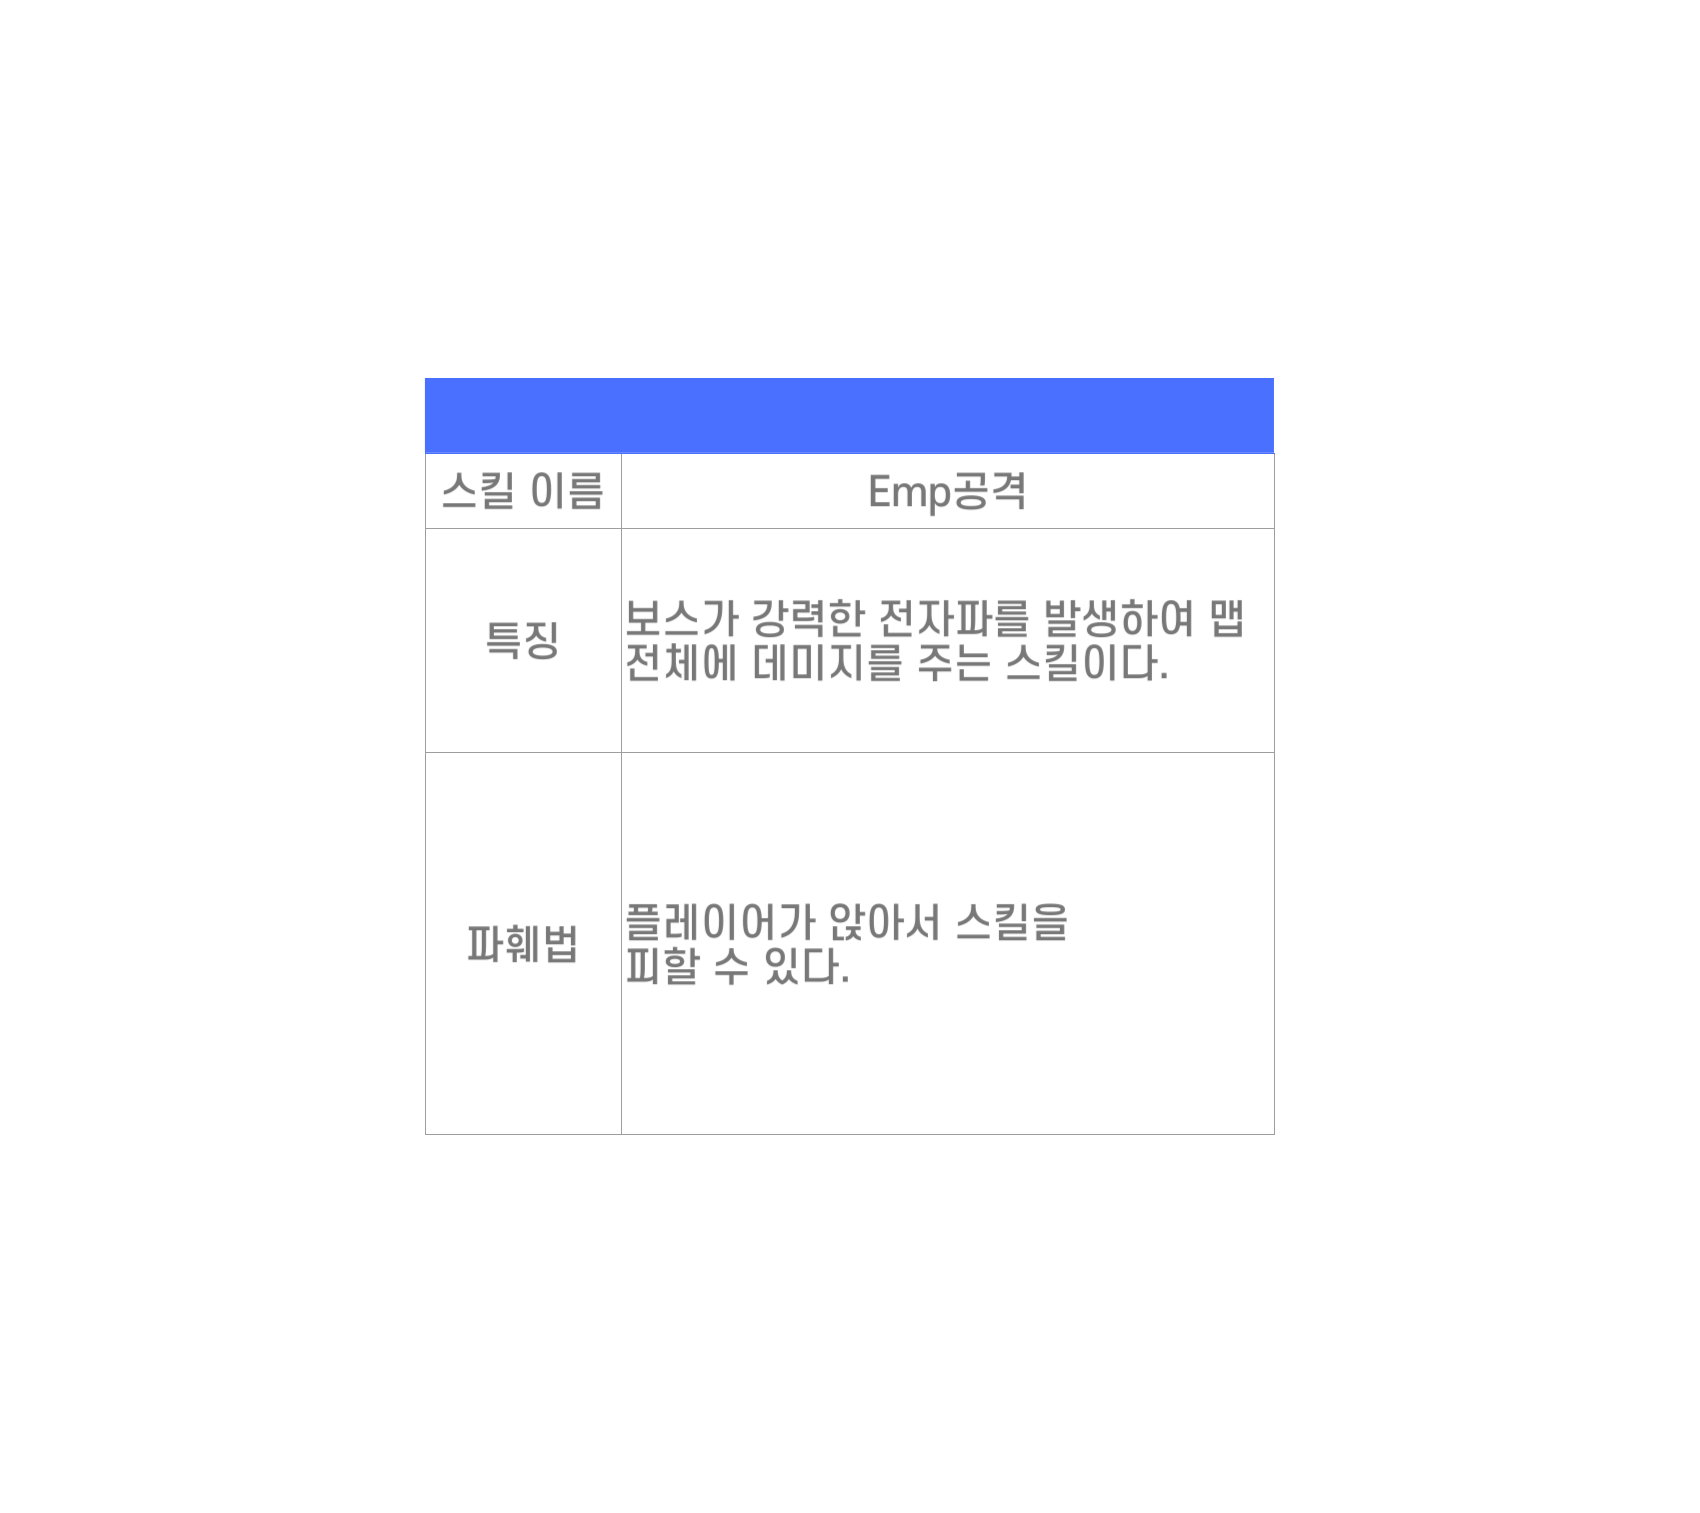 스킬 이름
Emp공격
특징
보스가 강력한 전자파를 발생하여 맵
전체에 데미지를 주는 스킬이다.
파훼법
플레이어가 앉아서 스킬을
피할 수 있다.